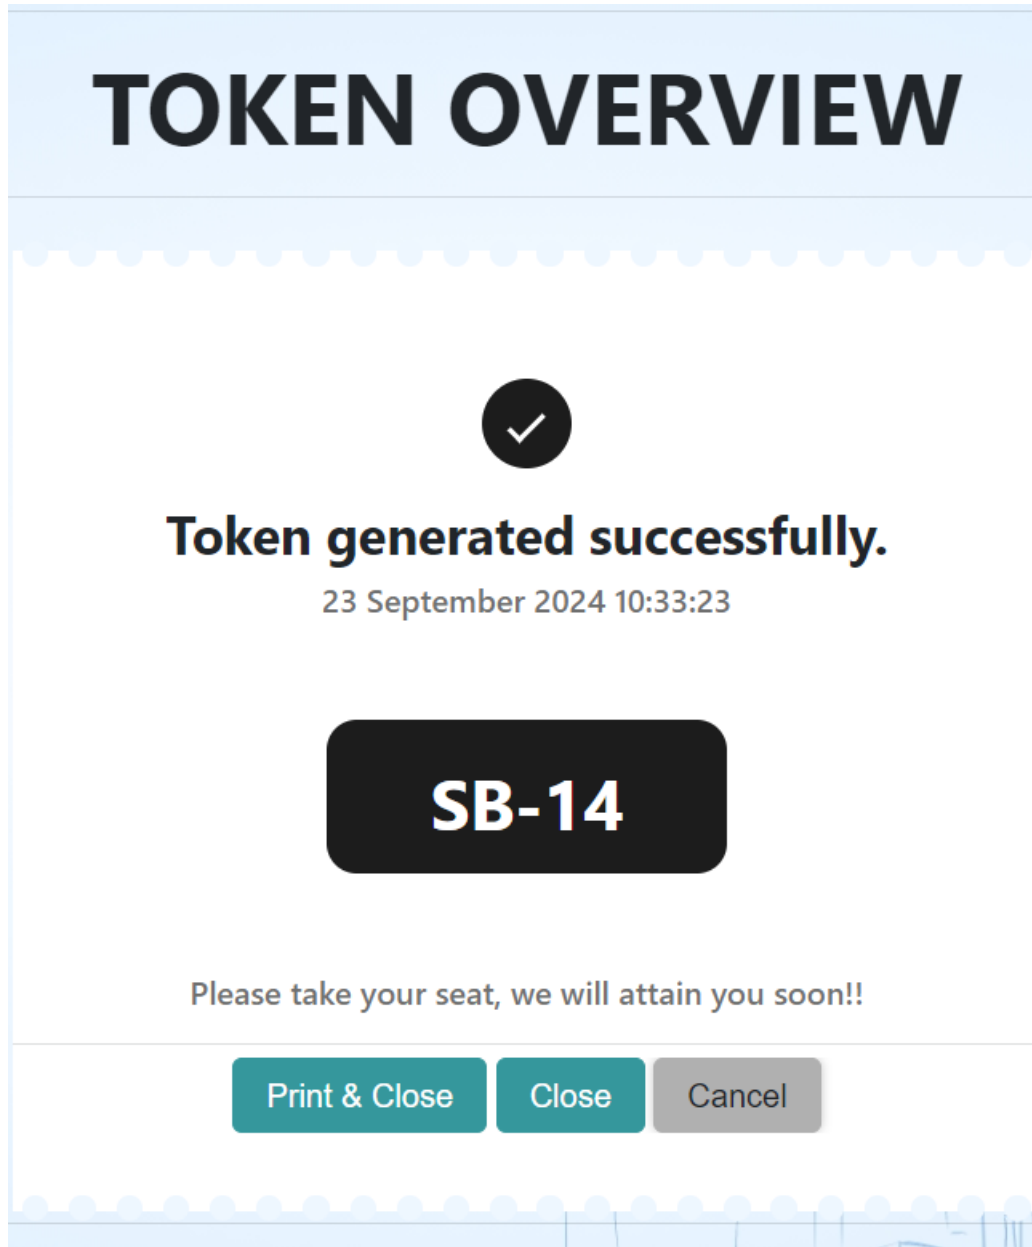 TOKEN OVERVIEW
Token generated successfully.
23 September 2024 10:33:23
SB-14
Please take your seat, we will attain you soon!!
Print & Close Close Cancel